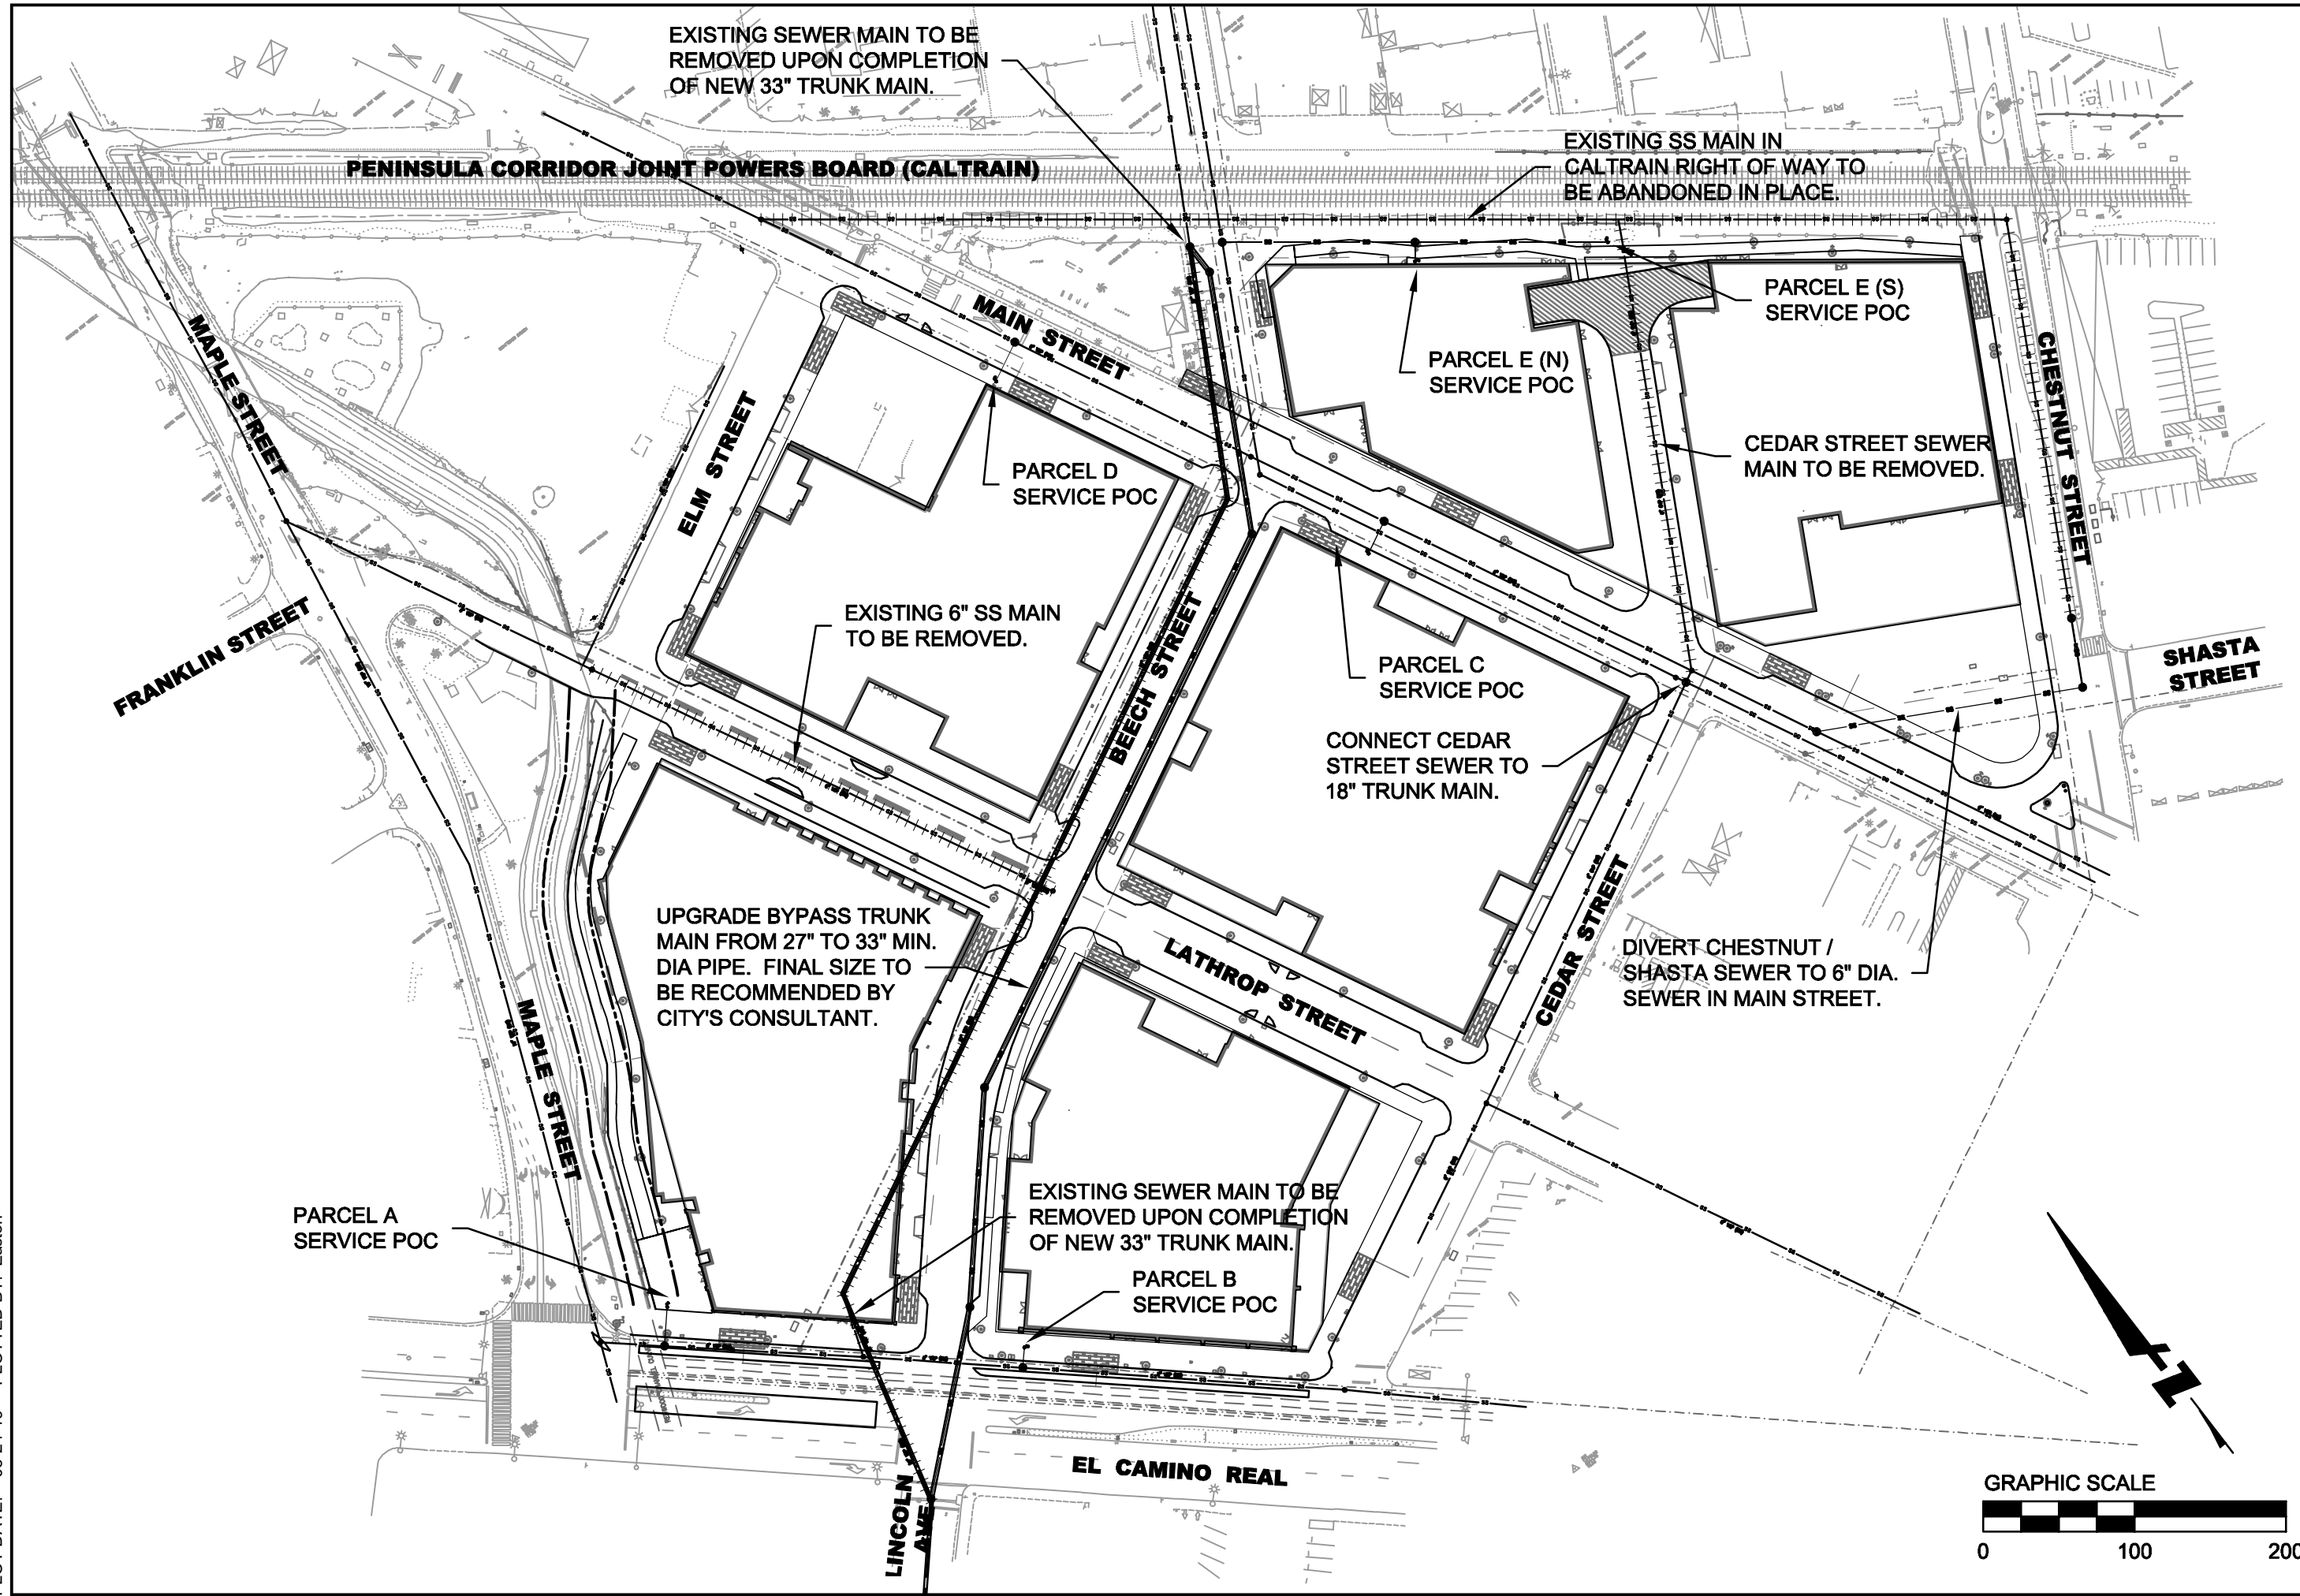 EXISTING SEWER MAIN TO BE
REMOVED UPON COMPLETION
OF NEW 33" TRUNK MAIN.
PENINSULA CORRIDOR JOINT POWERS BOARD (CALTRAIN)
EXISTING SS MAIN IN
CALTRAIN RIGHT OF WAY TO
BE ABANDONED IN PLACE.
MAPLE STREET
MAIN STREET
PARCEL E (S)
SERVICE POC
PARCEL E (N)
SERVICE POC
CHESTNUT STREET
ELM STREET
PARCEL D
SERVICE POC
CEDAR STREET SEWER
MAIN TO BE REMOVED.
FRANKLIN STREET
EXISTING 6" SS MAIN
TO BE REMOVED.
BEECH STREET
PARCEL C
SERVICE POC
SHASTA
STREET
CONNECT CEDAR
STREET SEWER TO
18" TRUNK MAIN.
UPGRADE BYPASS TRUNK
MAIN FROM 27" TO 33" MIN.
DIA PIPE. FINAL SIZE TO
BE RECOMMENDED BY
CITY'S CONSULTANT.
LATHROP STREET
CEDAR STREET
DIVERT CHESTNUT /
SHASTA SEWER TO 6" DIA.
SEWER IN MAIN STREET.
MAPLE STREET
PARCEL A
SERVICE POC
EXISTING SEWER MAIN TO BE
REMOVED UPON COMPLETION
OF NEW 33" TRUNK MAIN.
PARCEL B
SERVICE POC
EL CAMINO REAL
LINCOLN
AVE
GRAPHIC SCALE
0 100 200